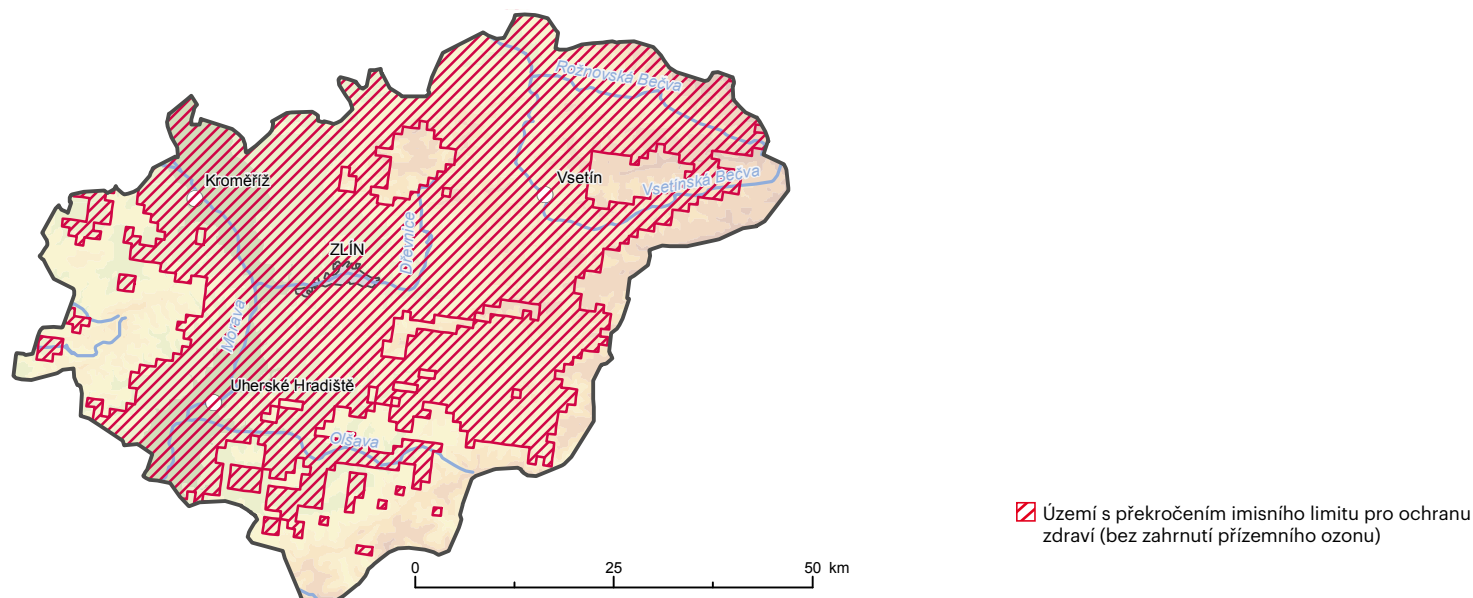 Rožnovská Bečva
Kroměříž
Vsetín
Vsetínská Bečva
Dřevnice
ZLÍN
Morava
Uherské Hradiště
Olšava
Území s překročením imisního limitu pro ochranu
zdraví (bez zahrnutí přízemního ozonu)
0 25 50 km